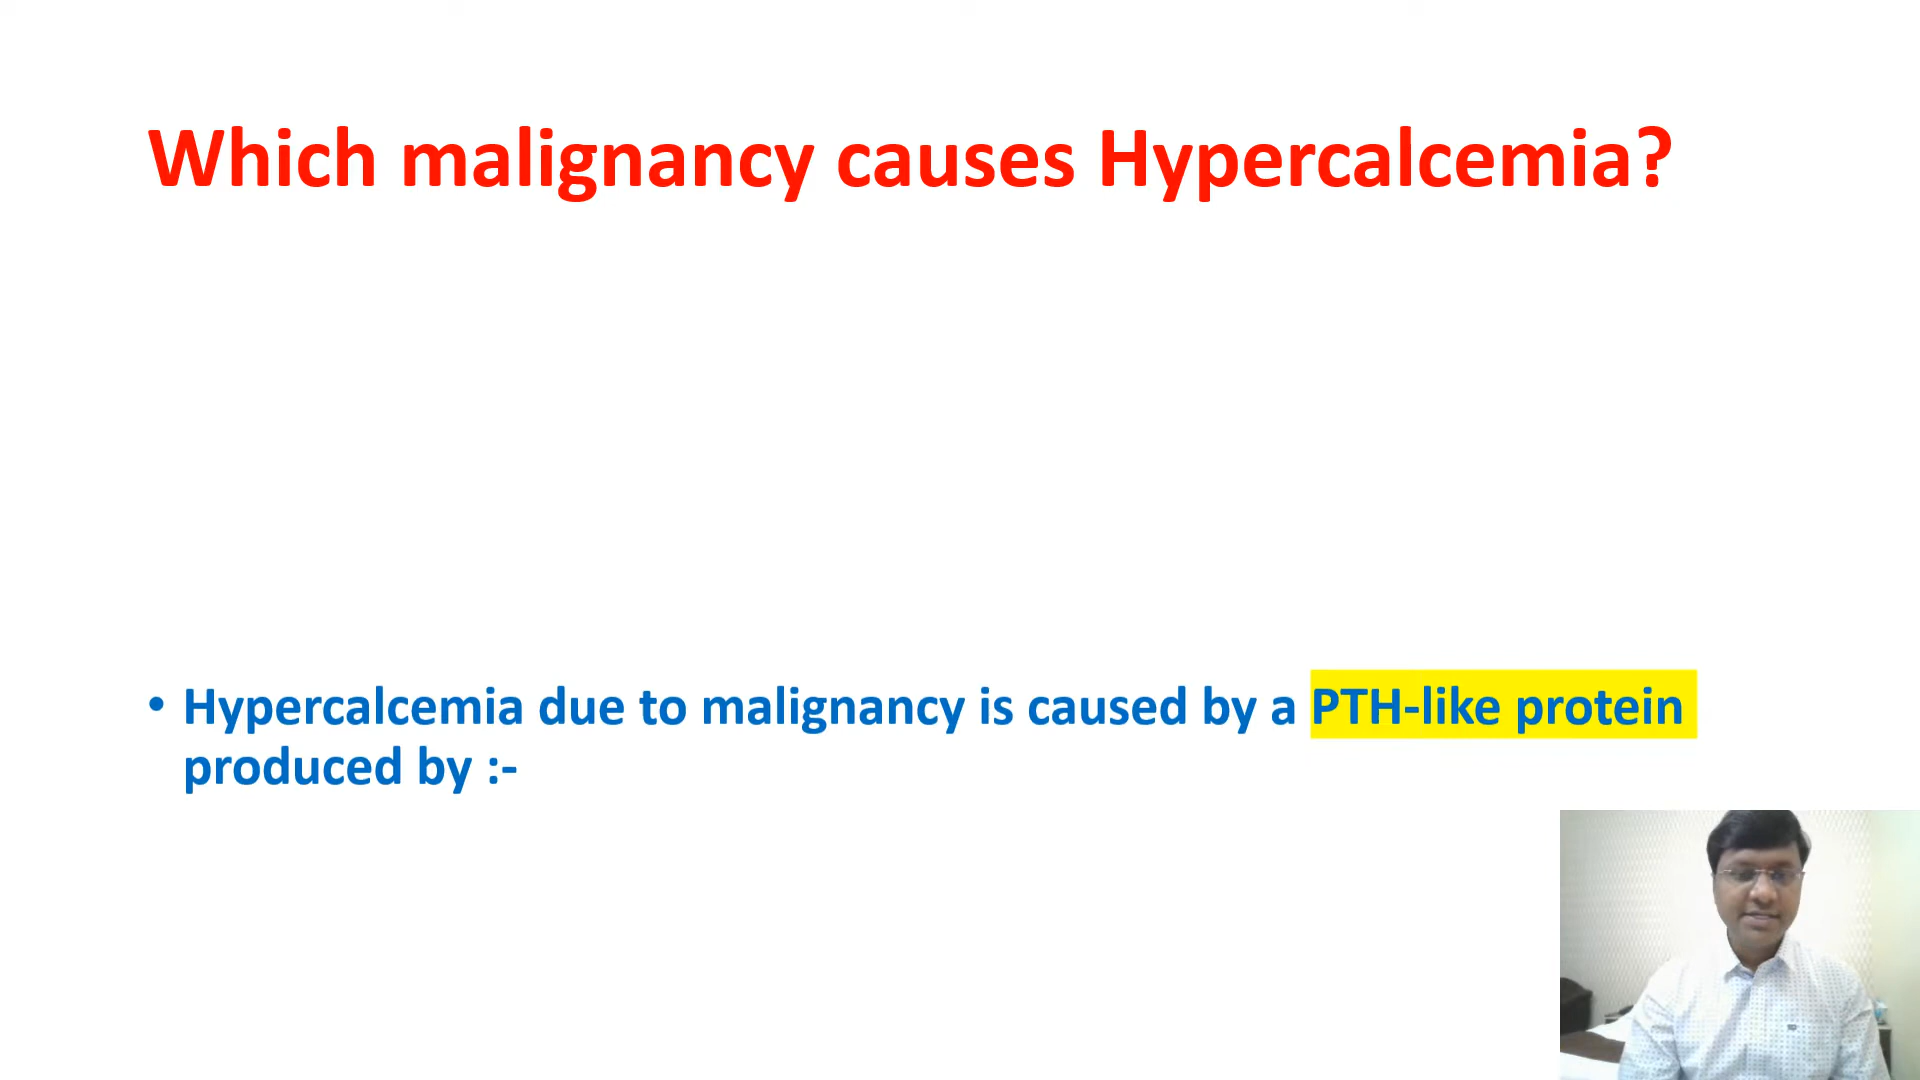 Which malignancy causes Hypercalcemia?
• Hypercalcemia due to malignancy is caused by a PTH-like protein
produced by :-